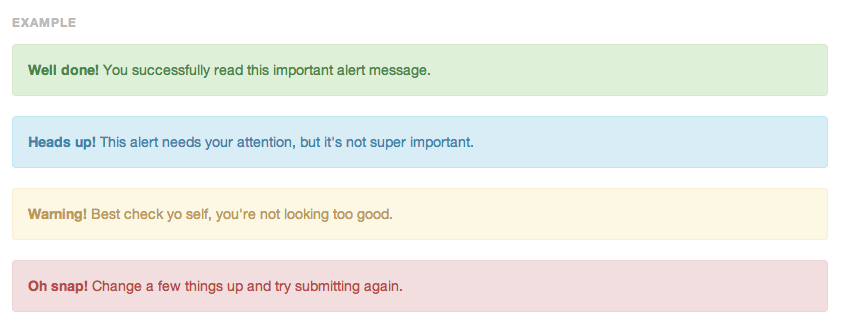 EXAMPLE
Well done! You successfully read this important alert message.
Heads up! This alert needs your attention, but it's not super important.
Warning! Best check yo self, you're not looking too good.
Oh snap! Change a few things up and try submitting again.